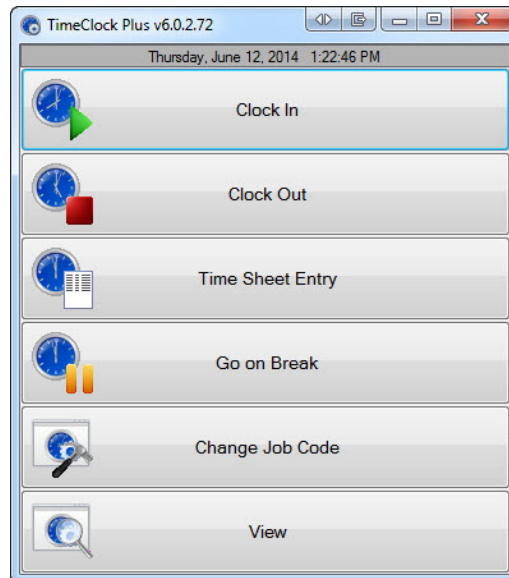 TimeClock Plus v6.0.2.72
Thursday, June 12, 2014 1:22:46 PM
Clock In
Clock Out
Time Sheet Entry
Go on Break
Change Job Code
View